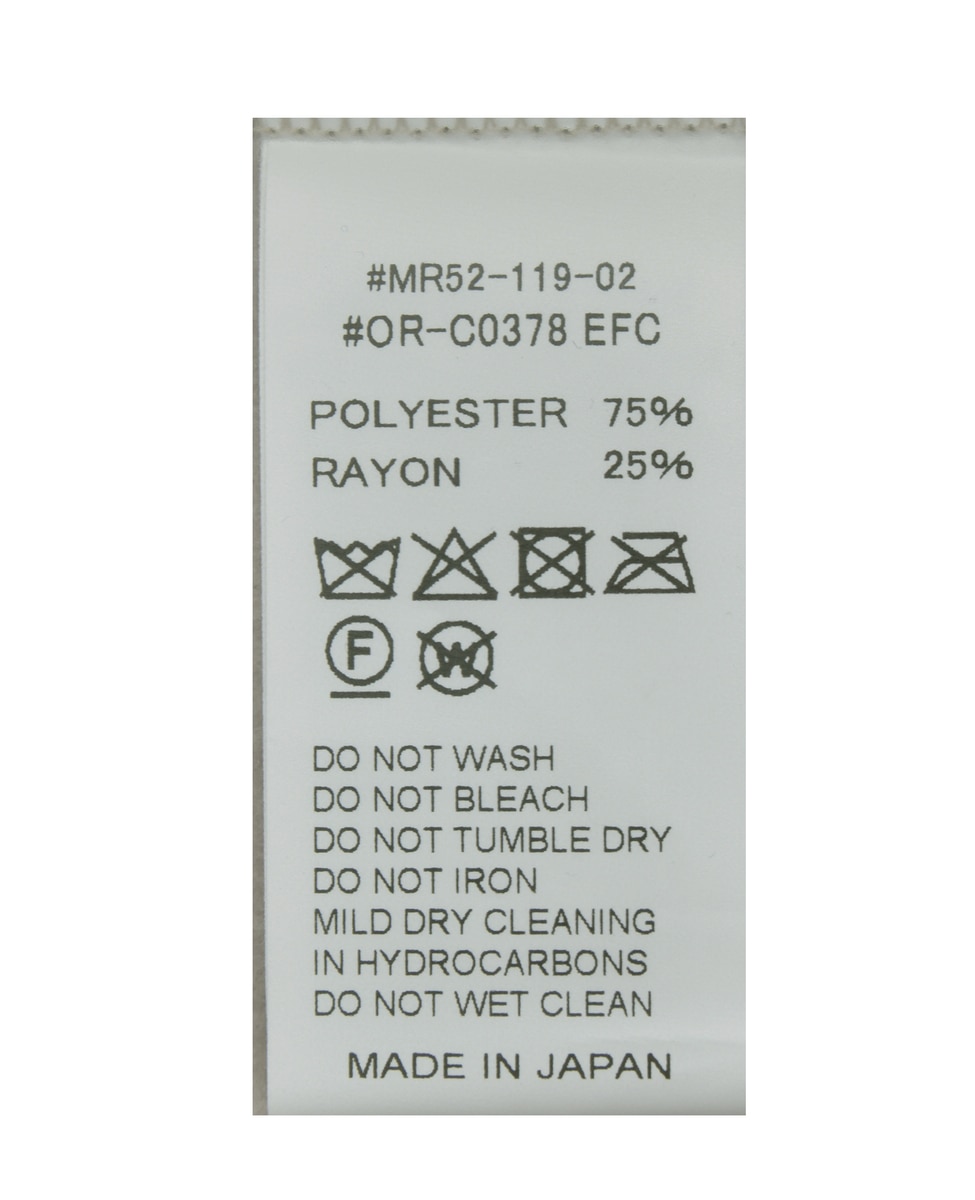 #MR52-119-02
#OR-C0378 EFC
POLYESTER 75%
RAYON 25%
F W
DO NOT WASH
DO NOT BLEACH
DO NOT TUMBLE DRY
DO NOT IRON
MILD DRY CLEANING
IN HYDROCARBONS
DO NOT WET CLEAN
MADE IN JAPAN